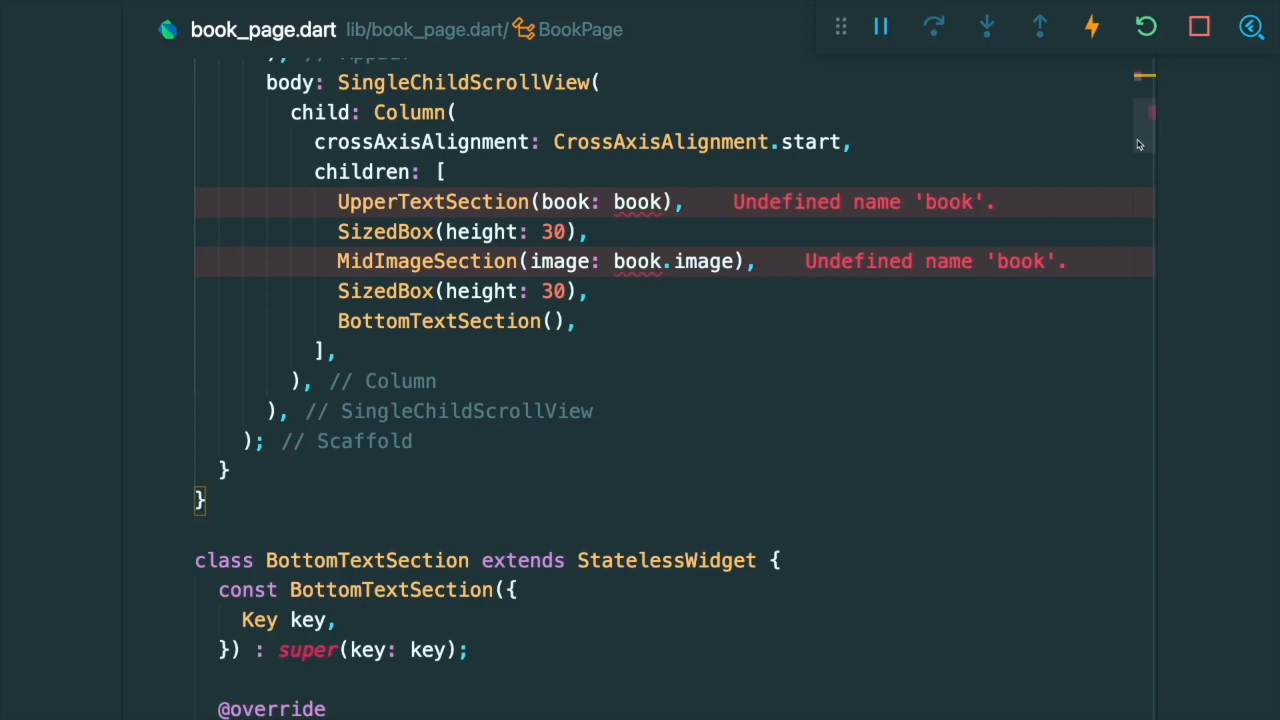 book_page.dart lib/book_page.dart/ BookPage
body: SingleChildScrollView(
child: Column(
crossAxisAlignment: CrossAxisAlignment.start,
children: [
UpperTextSection(book: book), Undefined name 'book'.
SizedBox(height: 30),
MidImageSection(image: book.image), Undefined name 'book'.
SizedBox(height: 30),
BottomTextSection(),
],
), // Column
), // SingleChildScrollView
); // Scaffold
}
}
class BottomTextSection extends StatelessWidget {
const BottomTextSection({
Key key,
}) : super(key: key);
@override